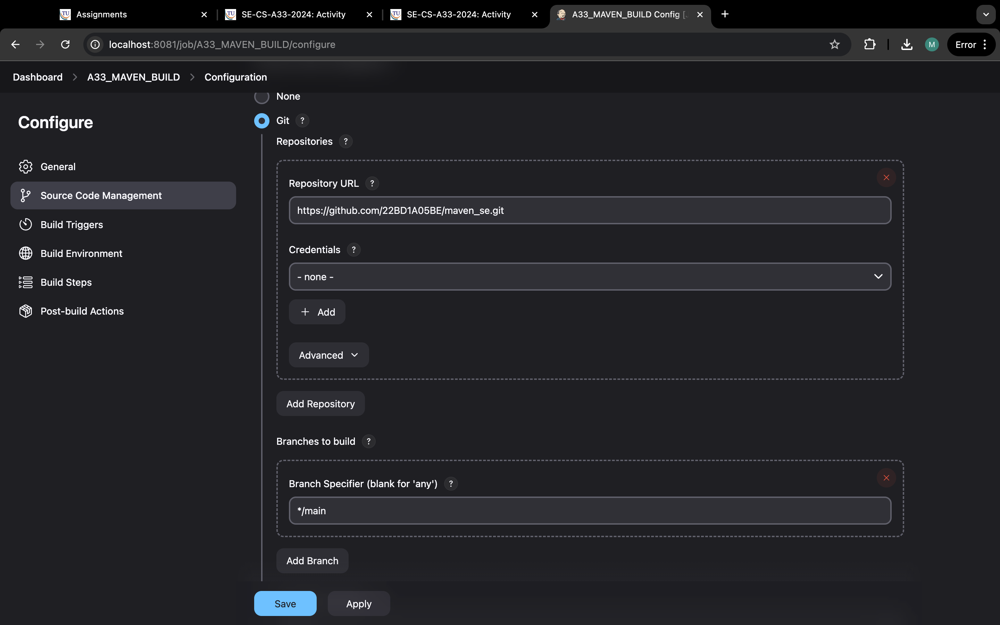 TU Assignments
TU SE-CS-A33-2024: Activity
TU SE-CS-A33-2024: Activity
A33_MAVEN_BUILD Config [
localhost:8081/job/A33_MAVEN_BUILD/configure
M
Error
Dashboard > A33_MAVEN_BUILD > Configuration
Configure
General
Source Code Management
Build Triggers
Build Environment
Build Steps
Post-build Actions
None
Git ?
Repositories ?
Repository URL ?
https://github.com/22BD1A05BE/maven_se.git
Credentials ?
- none -
+ Add
Advanced
Add Repository
Branches to build ?
Branch Specifier (blank for 'any') ?
*/main
Add Branch
Save
Apply